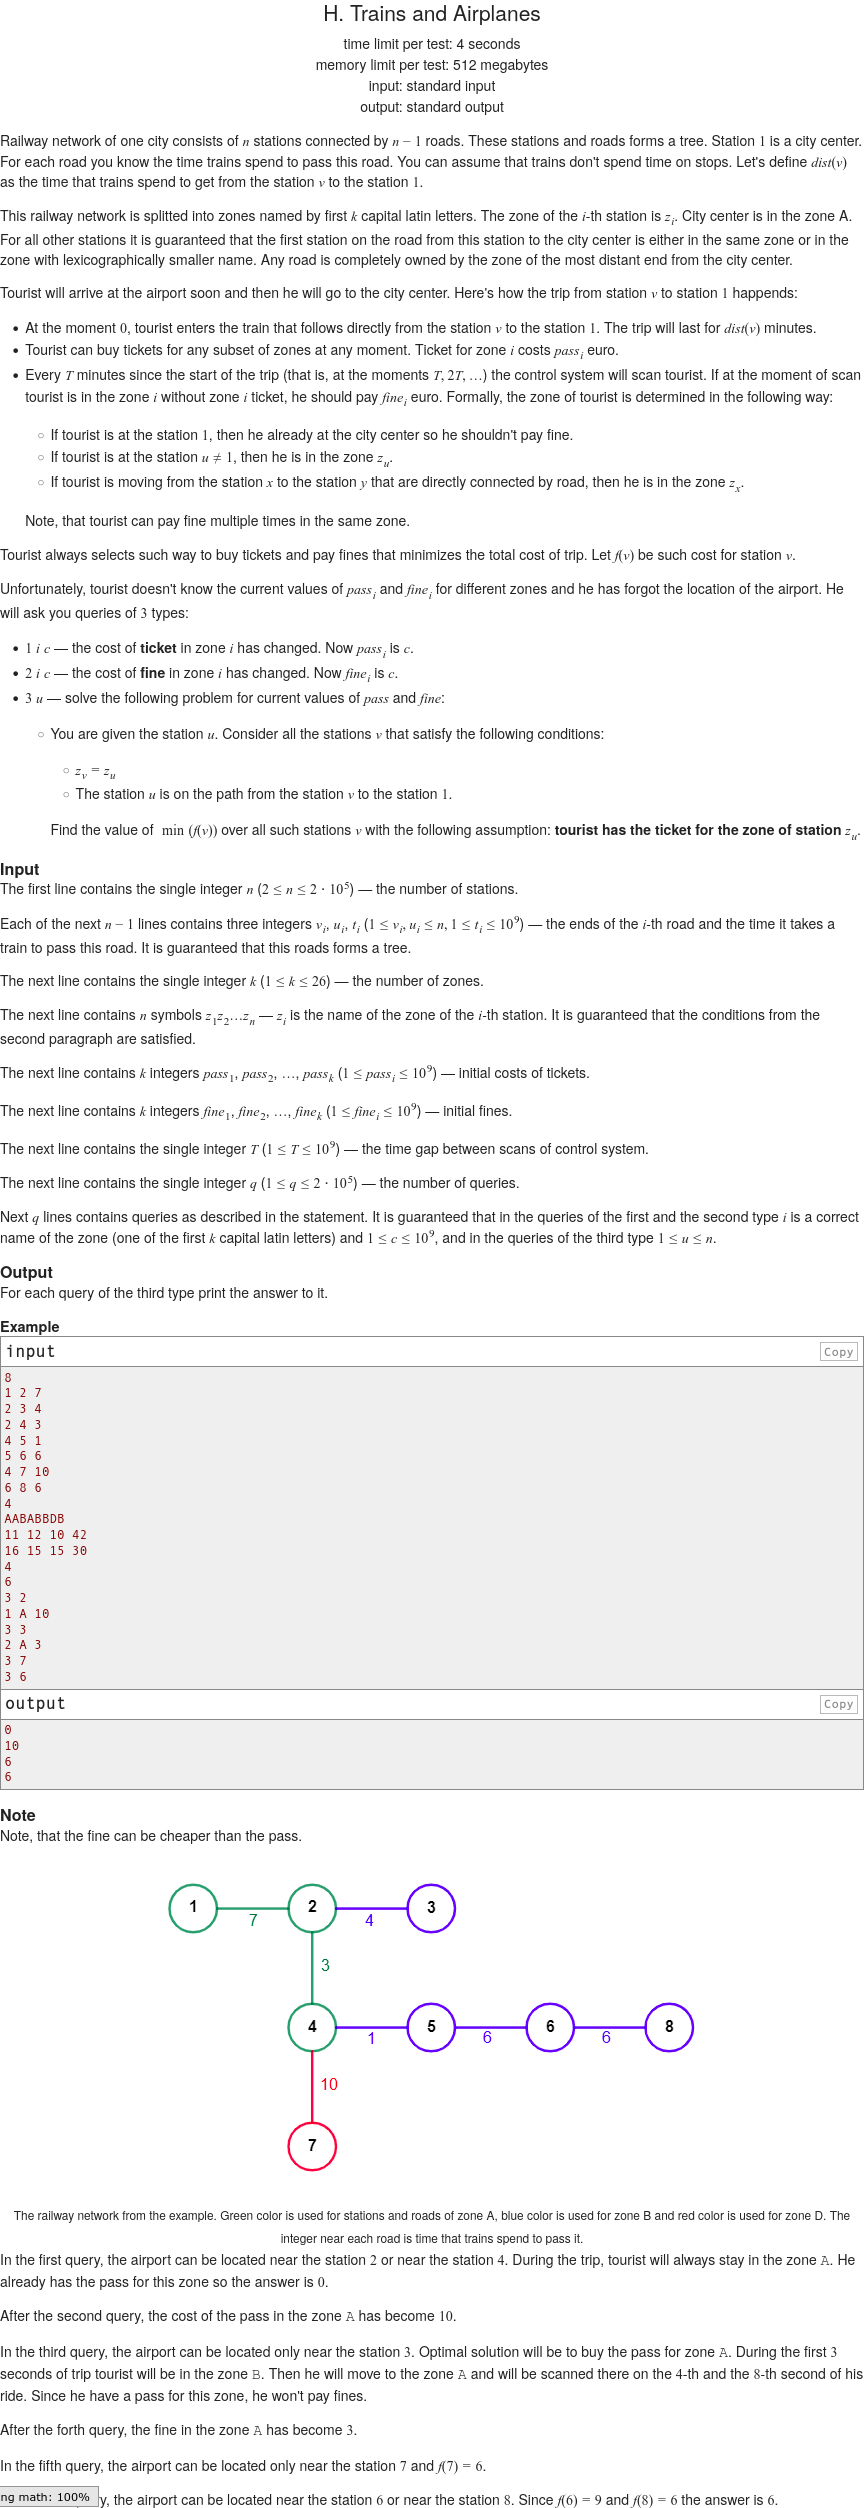 H. Trains and Airplanes
time limit per test: 4 seconds
memory limit per test: 512 megabytes
input: standard input
output: standard output
Railway network of one city consists of n stations connected by n − 1 roads. These stations and roads forms a tree. Station 1 is a city center.
For each road you know the time trains spend to pass this road. You can assume that trains don't spend time on stops. Let's define dist(v)
as the time that trains spend to get from the station v to the station 1.
This railway network is splitted into zones named by first k capital latin letters. The zone of the i-th station is z_i. City center is in the zone A.
For all other stations it is guaranteed that the first station on the road from this station to the city center is either in the same zone or in the
zone with lexicographically smaller name. Any road is completely owned by the zone of the most distant end from the city center.
Tourist will arrive at the airport soon and then he will go to the city center. Here's how the trip from station v to station 1 happends:
• At the moment 0, tourist enters the train that follows directly from the station v to the station 1. The trip will last for dist(v) minutes.
• Tourist can buy tickets for any subset of zones at any moment. Ticket for zone i costs pass_i euro.
• Every T minutes since the start of the trip (that is, at the moments T, 2T, …) the control system will scan tourist. If at the moment of scan
tourist is in the zone i without zone i ticket, he should pay fine_i euro. Formally, the zone of tourist is determined in the following way:
○ If tourist is at the station 1, then he already at the city center so he shouldn't pay fine.
○ If tourist is at the station u ≠ 1, then he is in the zone z_u.
○ If tourist is moving from the station x to the station y that are directly connected by road, then he is in the zone z_x.
Note, that tourist can pay fine multiple times in the same zone.
Tourist always selects such way to buy tickets and pay fines that minimizes the total cost of trip. Let f(v) be such cost for station v.
Unfortunately, tourist doesn't know the current values of pass_i and fine_i for different zones and he has forgot the location of the airport. He
will ask you queries of 3 types:
• 1 i c — the cost of ticket in zone i has changed. Now pass_i is c.
• 2 i c — the cost of fine in zone i has changed. Now fine_i is c.
• 3 u — solve the following problem for current values of pass and fine:
○ You are given the station u. Consider all the stations v that satisfy the following conditions:
○ z_v = z_u
○ The station u is on the path from the station v to the station 1.
Find the value of min (f(v)) over all such stations v with the following assumption: tourist has the ticket for the zone of station z_u.
Input
The first line contains the single integer n (2 ≤ n ≤ 2 · 10^5) — the number of stations.
Each of the next n − 1 lines contains three integers v_i, u_i, t_i (1 ≤ v_i, u_i ≤ n, 1 ≤ t_i ≤ 10^9) — the ends of the i-th road and the time it takes a
train to pass this road. It is guaranteed that this roads forms a tree.
The next line contains the single integer k (1 ≤ k ≤ 26) — the number of zones.
The next line contains n symbols z_1z_2…z_n — z_i is the name of the zone of the i-th station. It is guaranteed that the conditions from the
second paragraph are satisfied.
The next line contains k integers pass_1, pass_2, …, pass_k (1 ≤ pass_i ≤ 10^9) — initial costs of tickets.
The next line contains k integers fine_1, fine_2, …, fine_k (1 ≤ fine_i ≤ 10^9) — initial fines.
The next line contains the single integer T (1 ≤ T ≤ 10^9) — the time gap between scans of control system.
The next line contains the single integer q (1 ≤ q ≤ 2 · 10^5) — the number of queries.
Next q lines contains queries as described in the statement. It is guaranteed that in the queries of the first and the second type i is a correct
name of the zone (one of the first k capital latin letters) and 1 ≤ c ≤ 10^9, and in the queries of the third type 1 ≤ u ≤ n.
Output
For each query of the third type print the answer to it.
Example
input
Copy
8
1 2 7
2 3 4
2 4 3
4 5 1
5 6 6
4 7 10
6 8 6
4
AABABBDB
11 12 10 42
16 15 15 30
4
6
3 2
1 A 10
3 3
2 A 3
3 7
3 6
output
Copy
0
10
6
6
Note
Note, that the fine can be cheaper than the pass.
1 7 2 4 3
3
4 1 5 6 6 6 8
10
7
The railway network from the example. Green color is used for stations and roads of zone A, blue color is used for zone B and red color is used for zone D. The
integer near each road is time that trains spend to pass it.
In the first query, the airport can be located near the station 2 or near the station 4. During the trip, tourist will always stay in the zone A. He
already has the pass for this zone so the answer is 0.
After the second query, the cost of the pass in the zone A has become 10.
In the third query, the airport can be located only near the station 3. Optimal solution will be to buy the pass for zone A. During the first 3
seconds of trip tourist will be in the zone B. Then he will move to the zone A and will be scanned there on the 4-th and the 8-th second of his
ride. Since he have a pass for this zone, he won't pay fines.
After the forth query, the fine in the zone A has become 3.
In the fifth query, the airport can be located only near the station 7 and f(7) = 6.
ng math: 100% y, the airport can be located near the station 6 or near the station 8. Since f(6) = 9 and f(8) = 6 the answer is 6.